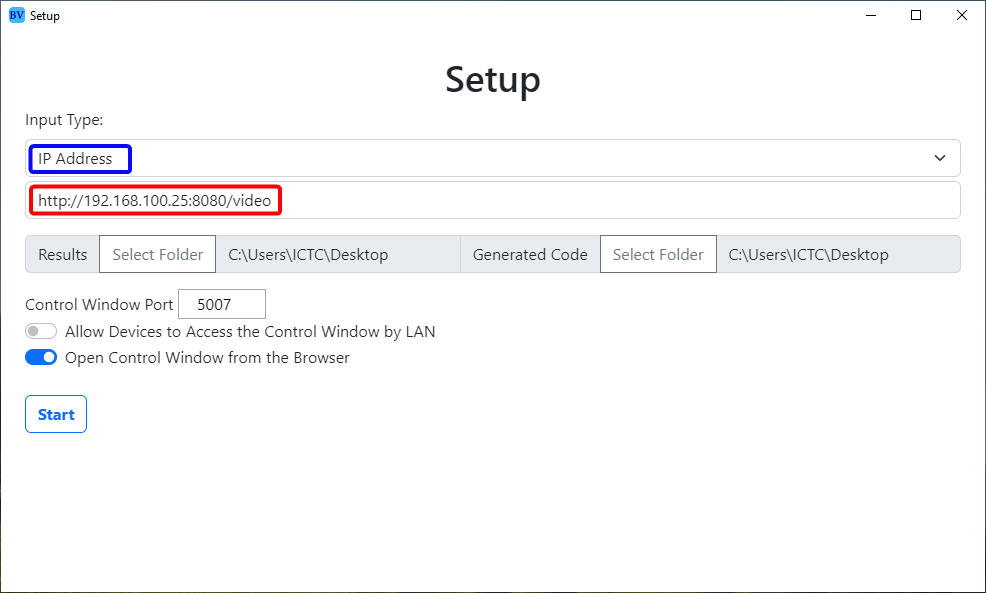 BV Setup
Setup
Input Type:
IP Address
http://192.168.100.25:8080/video
Results Select Folder C:\Users\ICTC\Desktop Generated Code Select Folder C:\Users\ICTC\Desktop
Control Window Port 5007
Allow Devices to Access the Control Window by LAN
Open Control Window from the Browser
Start